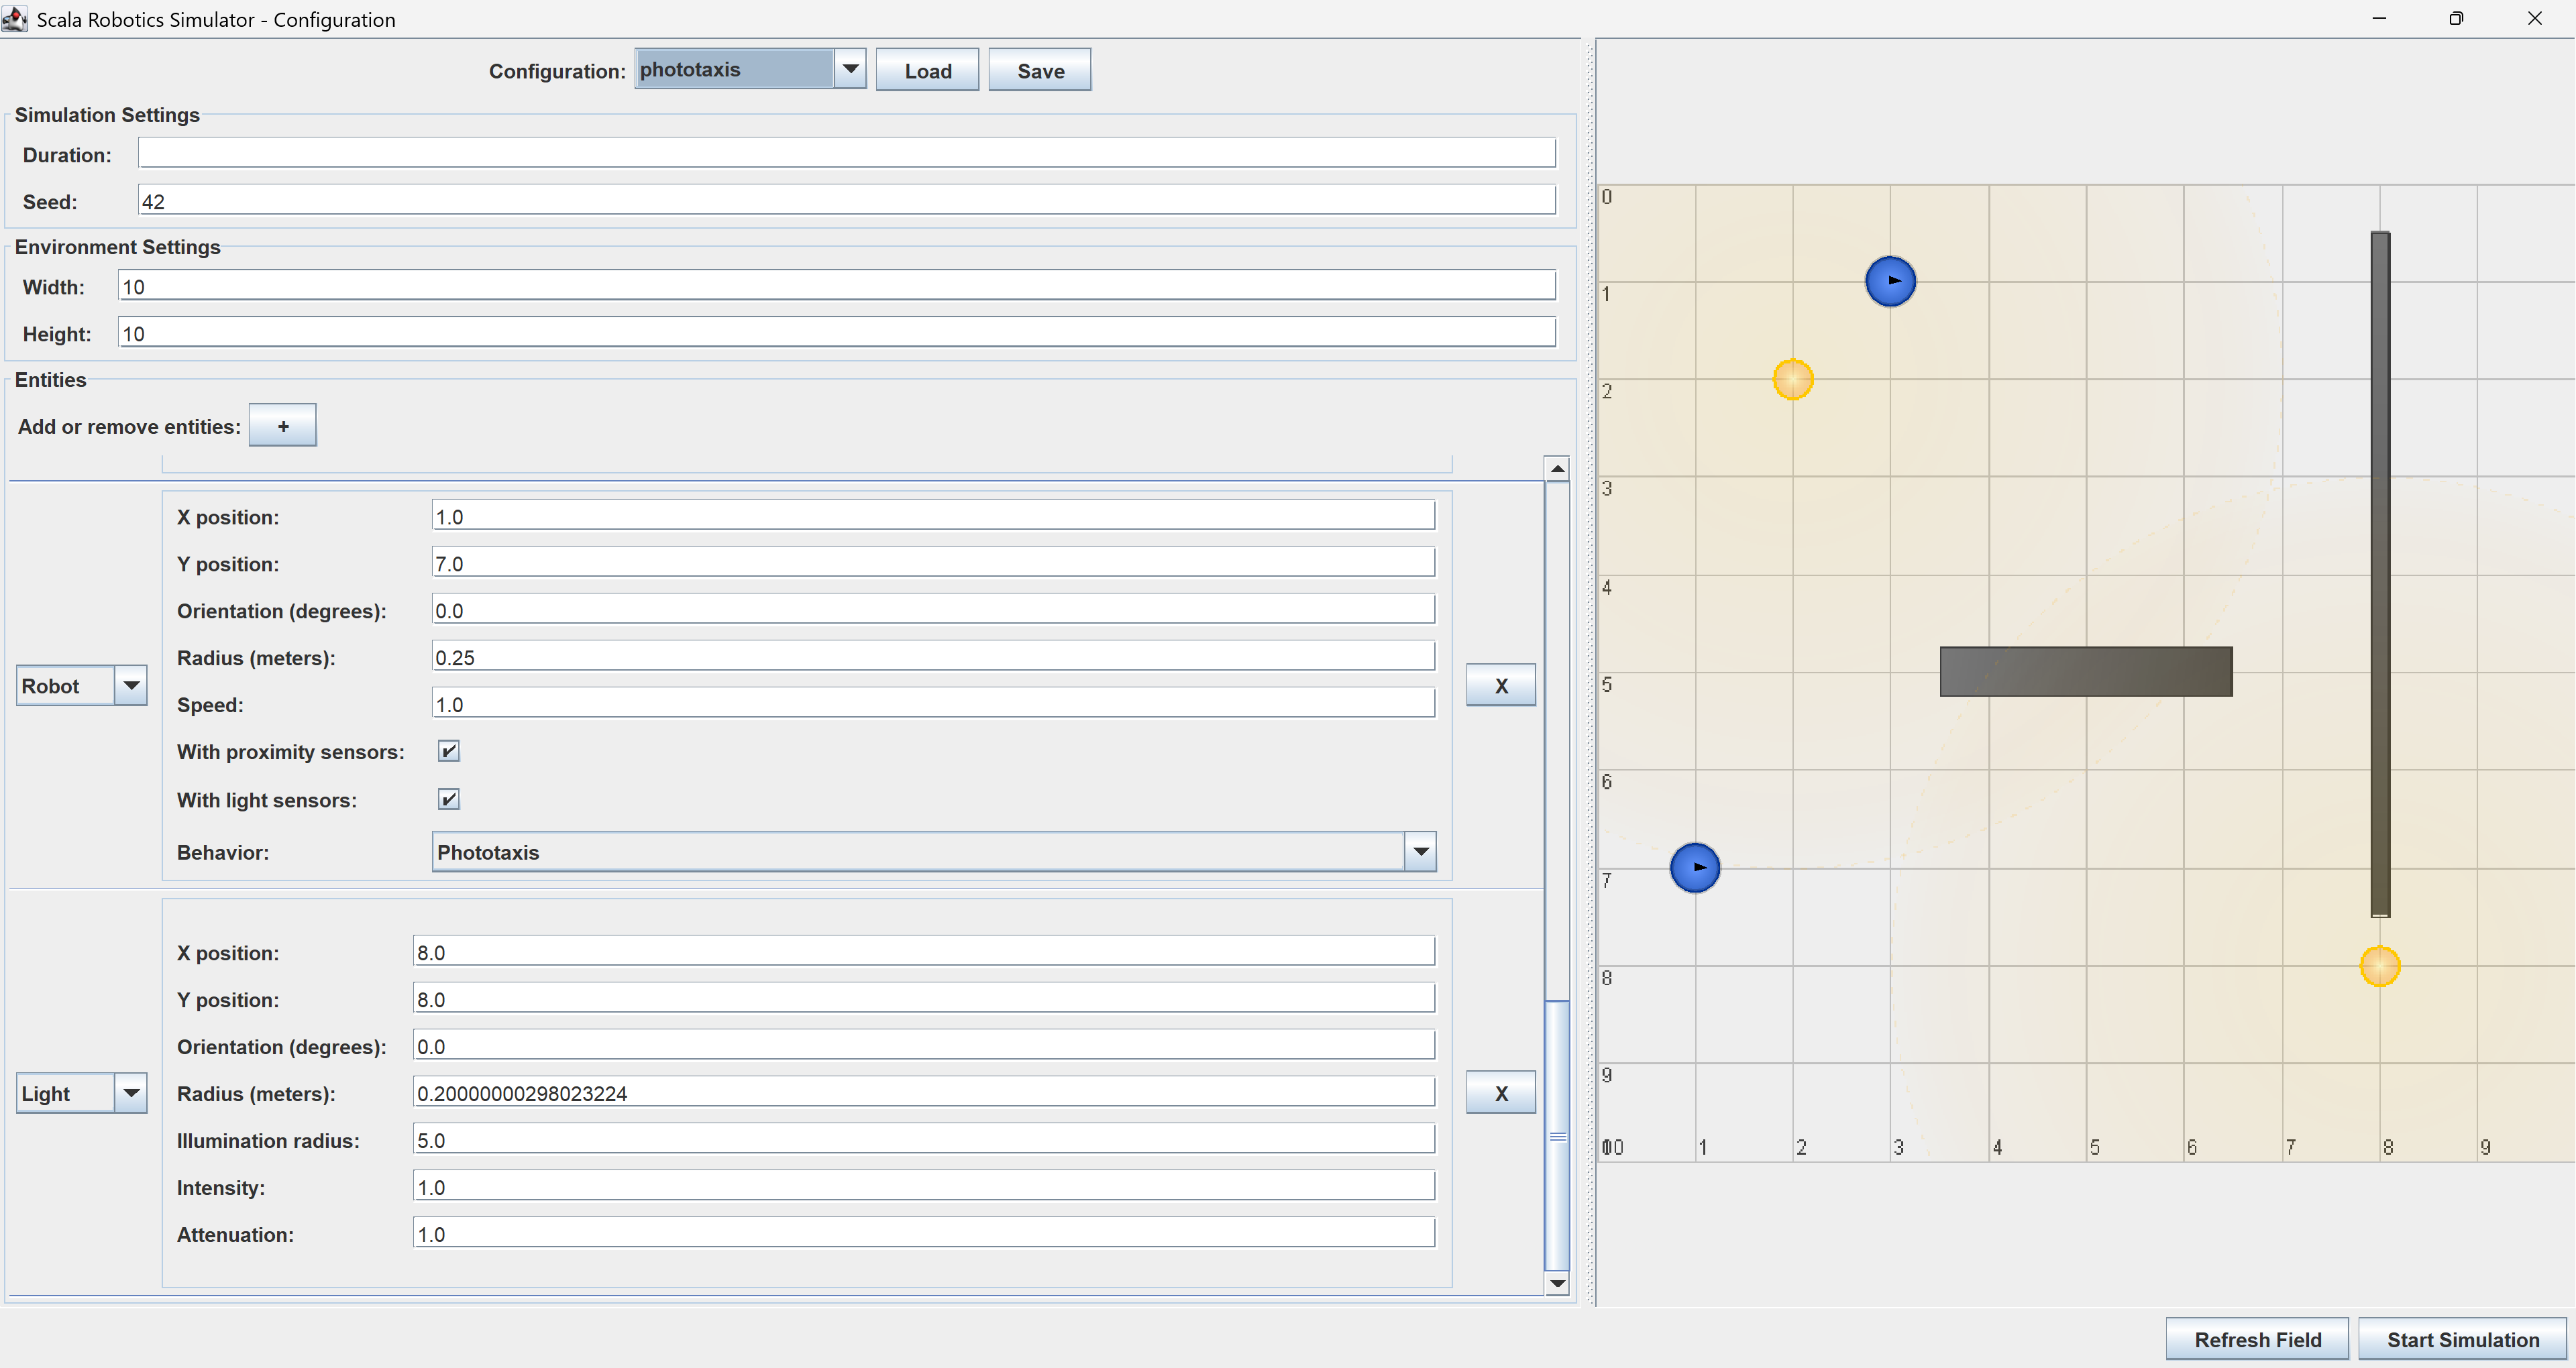 Scala Robotics Simulator - Configuration
Configuration: phototaxis Load Save
Simulation Settings
Duration:
Seed: 42
Environment Settings
Width: 10
Height: 10
Entities
Add or remove entities: +
X position: 1.0
Y position: 7.0
Orientation (degrees): 0.0
Radius (meters): 0.25
Robot X
Speed: 1.0
With proximity sensors:
With light sensors:
Behavior: Phototaxis
X position: 8.0
Y position: 8.0
Orientation (degrees): 0.0
Light Radius (meters): 0.20000000298023224 X
Illumination radius: 5.0
Intensity: 1.0
Attenuation: 1.0
0
1
2
3
4
5
6
7
8
9
1 2 3 4 5 6 7 8 9
Refresh Field Start Simulation